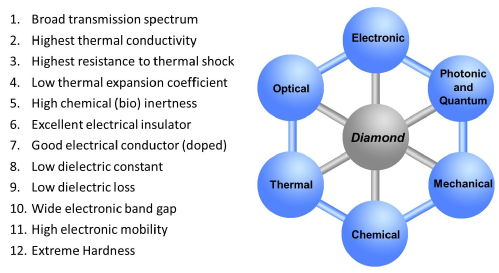 1. Broad transmission spectrum
2. Highest thermal conductivity
3. Highest resistance to thermal shock
4. Low thermal expansion coefficient
5. High chemical (bio) inertness
6. Excellent electrical insulator
7. Good electrical conductor (doped)
8. Low dielectric constant
9. Low dielectric loss
10. Wide electronic band gap
11. High electronic mobility
12. Extreme Hardness
Electronic
Optical
Photonic
and
Quantum
Diamond
Thermal
Mechanical
Chemical